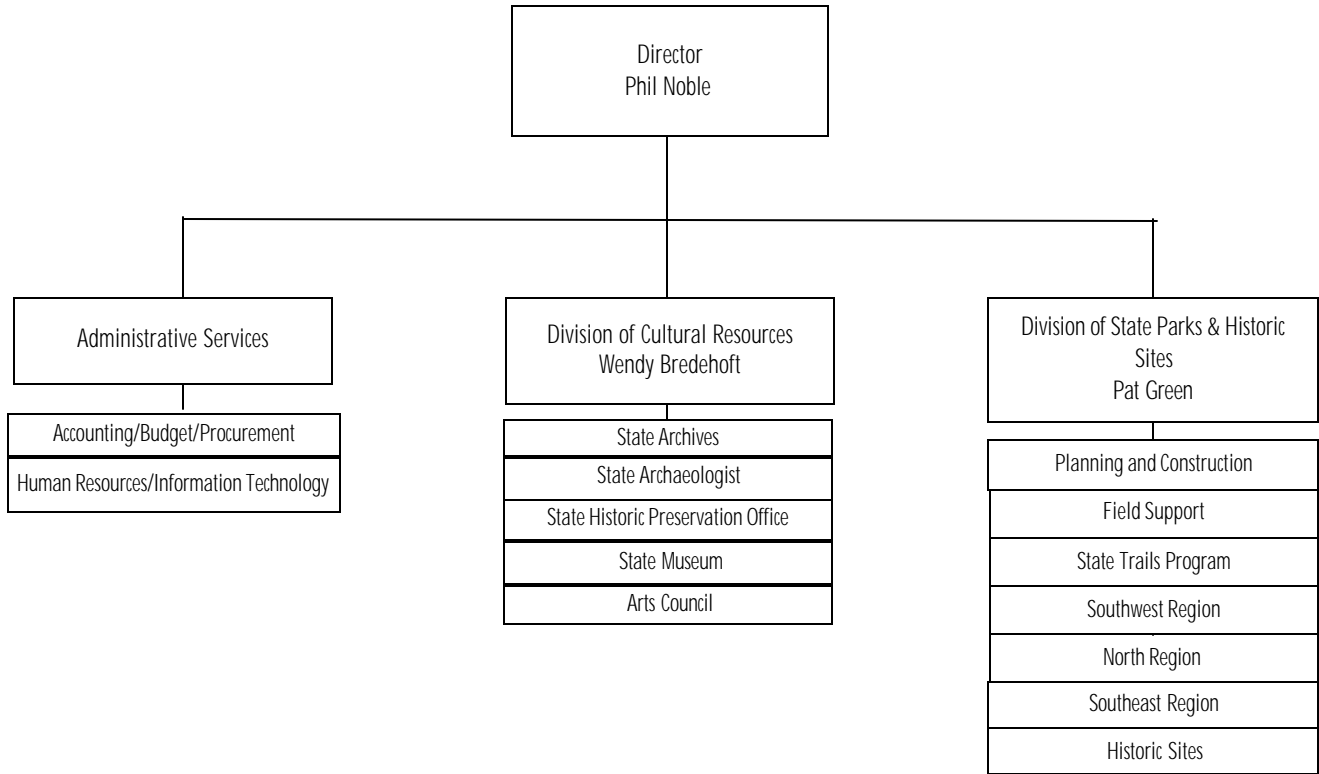 Director
Phil Noble
Administrative Services
Accounting/Budget/Procurement
Human Resources/Information Technology
Division of Cultural Resources
Wendy Bredehoft
State Archives
State Archaeologist
State Historic Preservation Office
State Museum
Arts Council
Division of State Parks & Historic
Sites
Pat Green
Planning and Construction
Field Support
State Trails Program
Southwest Region
North Region
Southeast Region
Historic Sites